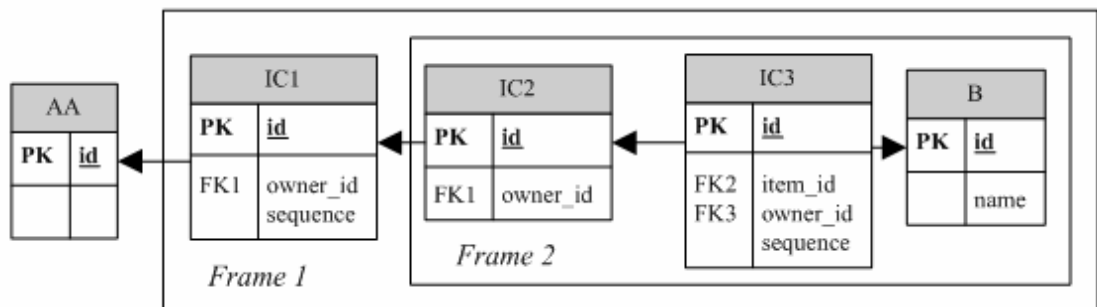 AA
PK id
IC1
PK id
FK1 owner_id
sequence
Frame 1
IC2
PK id
FK1 owner_id
Frame 2
IC3
PK id
FK2 item_id
FK3 owner_id
sequence
B
PK id
name